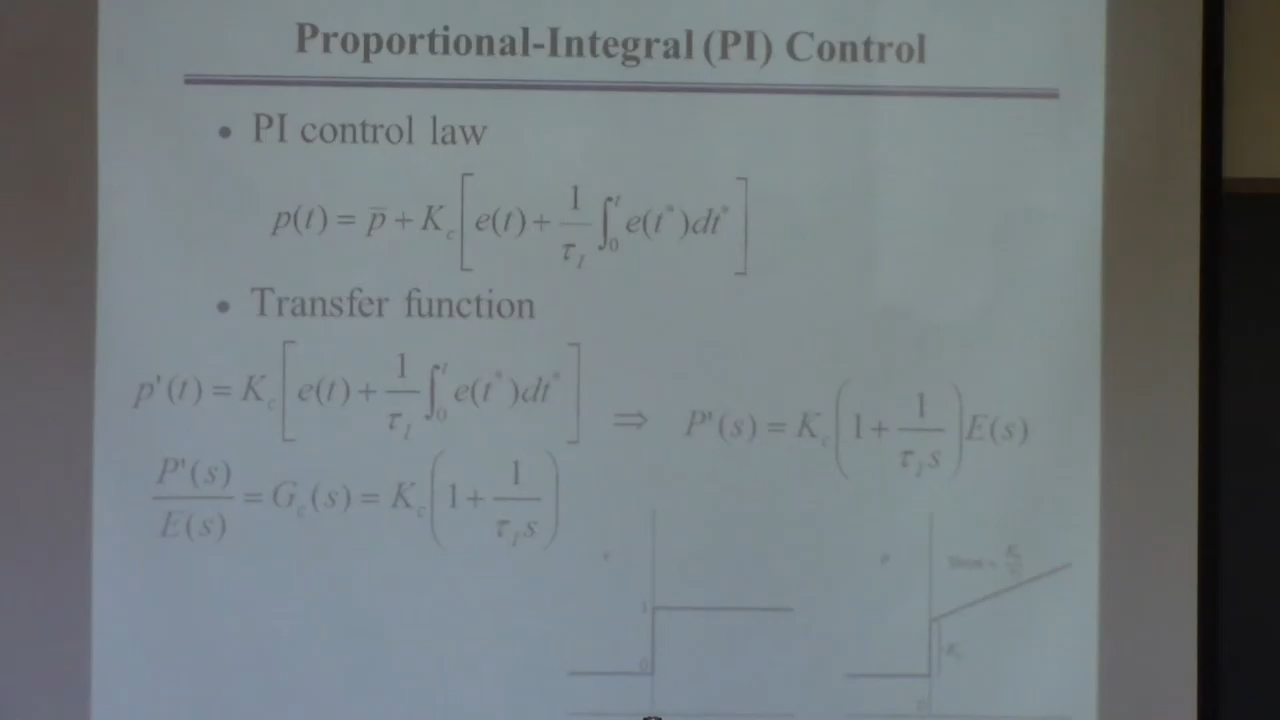 Proportional-Integral (PI) Control
• PI control law
p(t) = p̄ + K_c [ e(t) + 1/τ_I ∫_0^t e(t*)dt* ]
• Transfer function
p'(t) = K_c [ e(t) + 1/τ_I ∫_0^t e(t*)dt* ] ⇒ P'(s) = K_c ( 1 + 1/(τ_I s) ) E(s)
P'(s)/E(s) = G_c(s) = K_c ( 1 + 1/(τ_I s) )
1
0